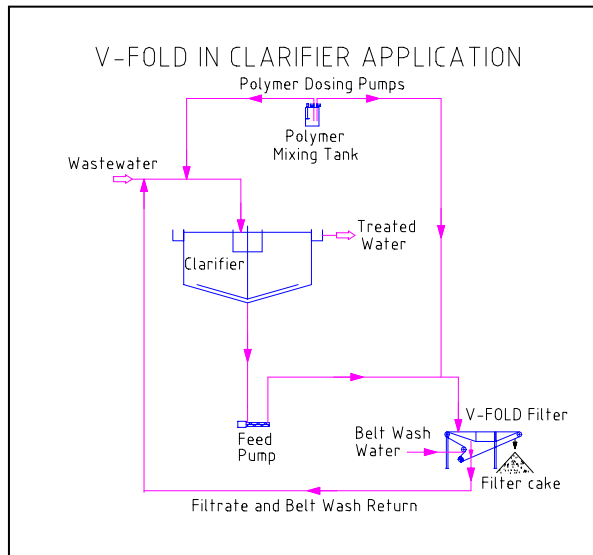 V-FOLD IN CLARIFIER APPLICATION
Polymer Dosing Pumps
Polymer
Mixing Tank
Wastewater
Treated
Water
Clarifier
Feed
Pump
V-FOLD Filter
Belt Wash
Water
Filter cake
Filtrate and Belt Wash Return